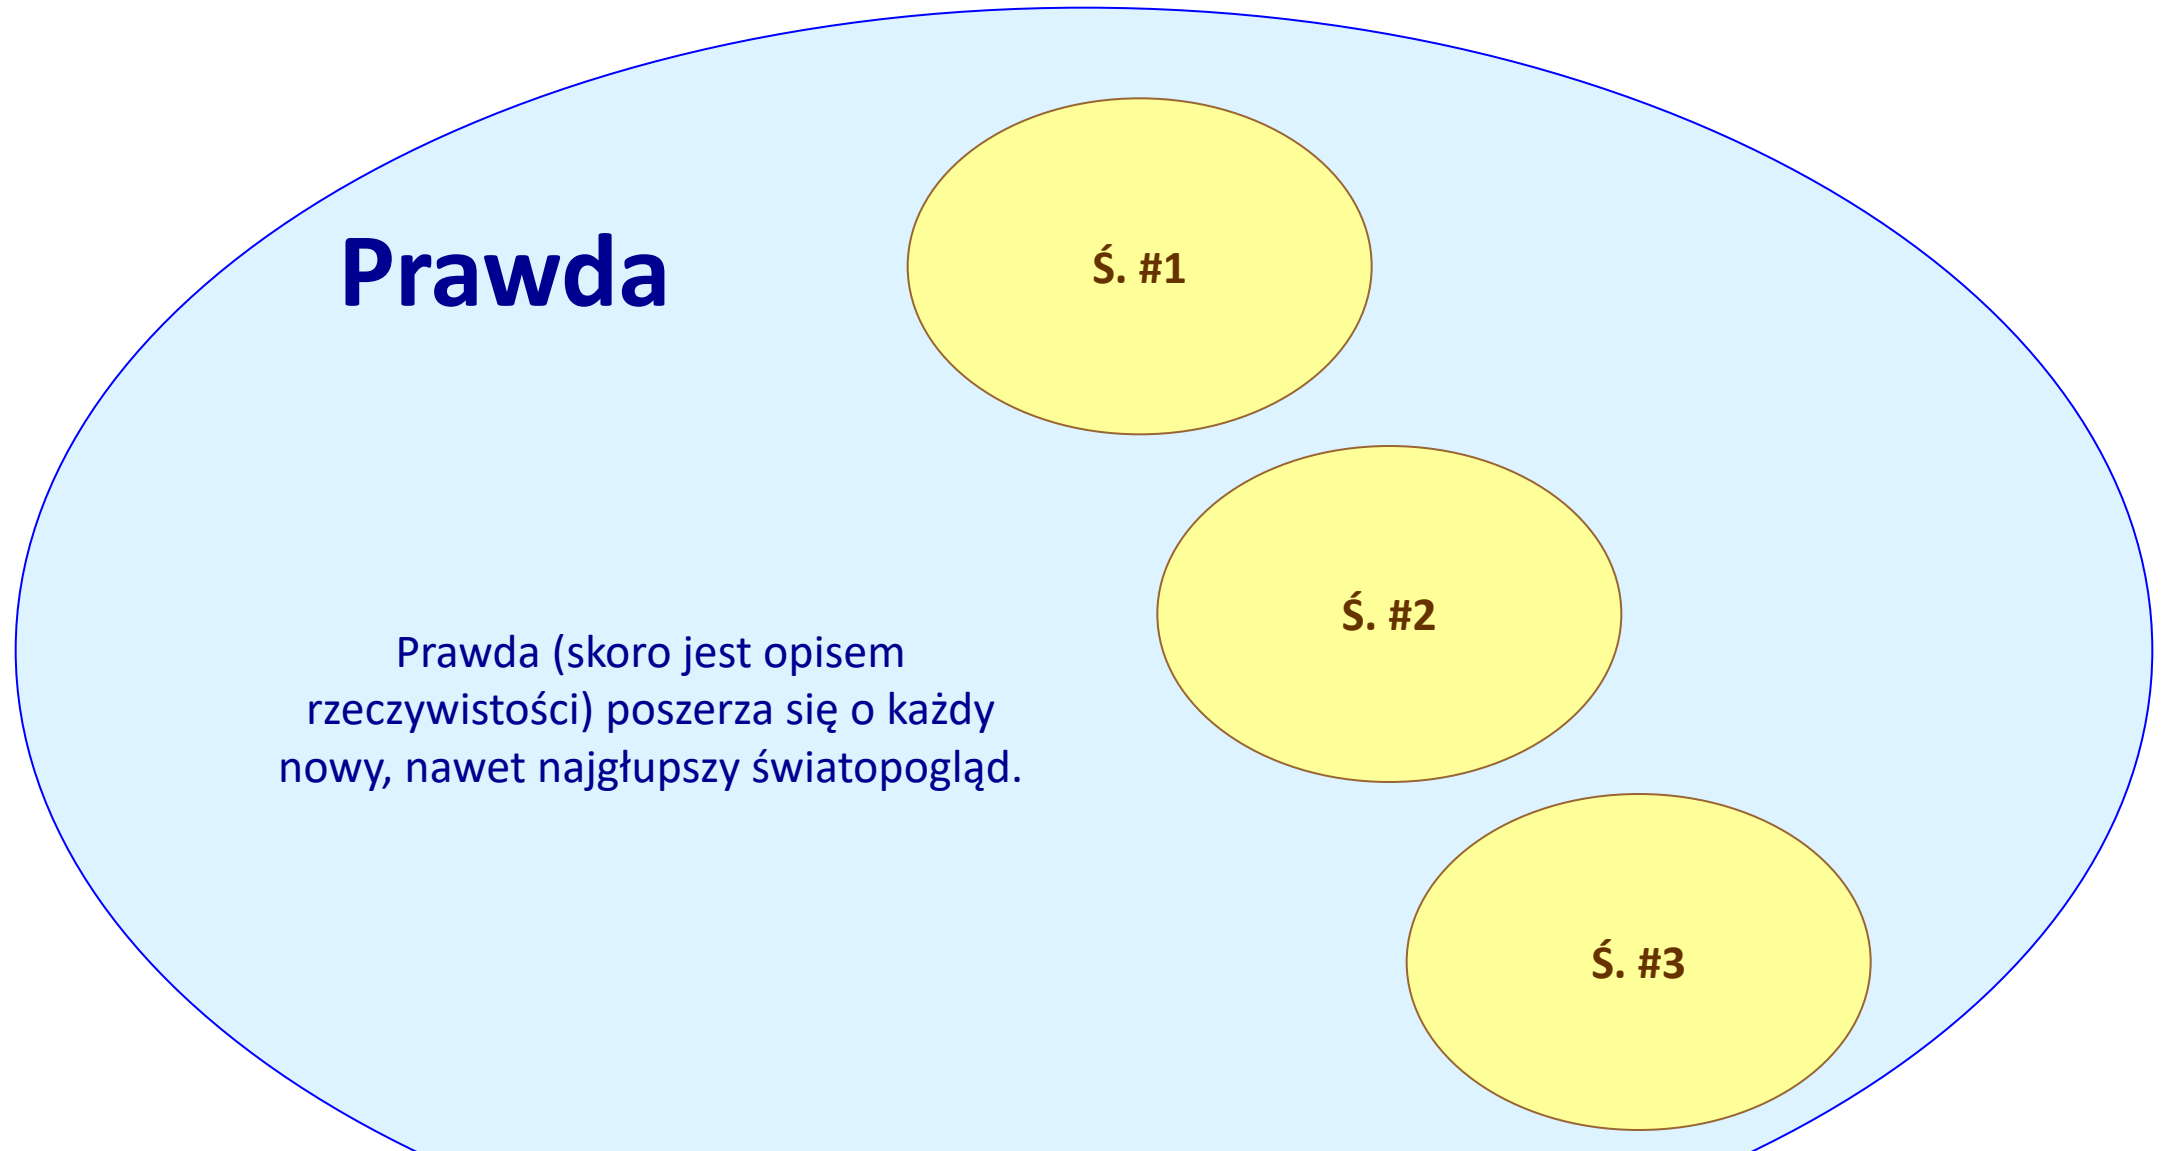 Prawda
Ś. #1
Ś. #2
Prawda (skoro jest opisem
rzeczywistości) poszerza się o każdy
nowy, nawet najgłupszy światopogląd.
Ś. #3